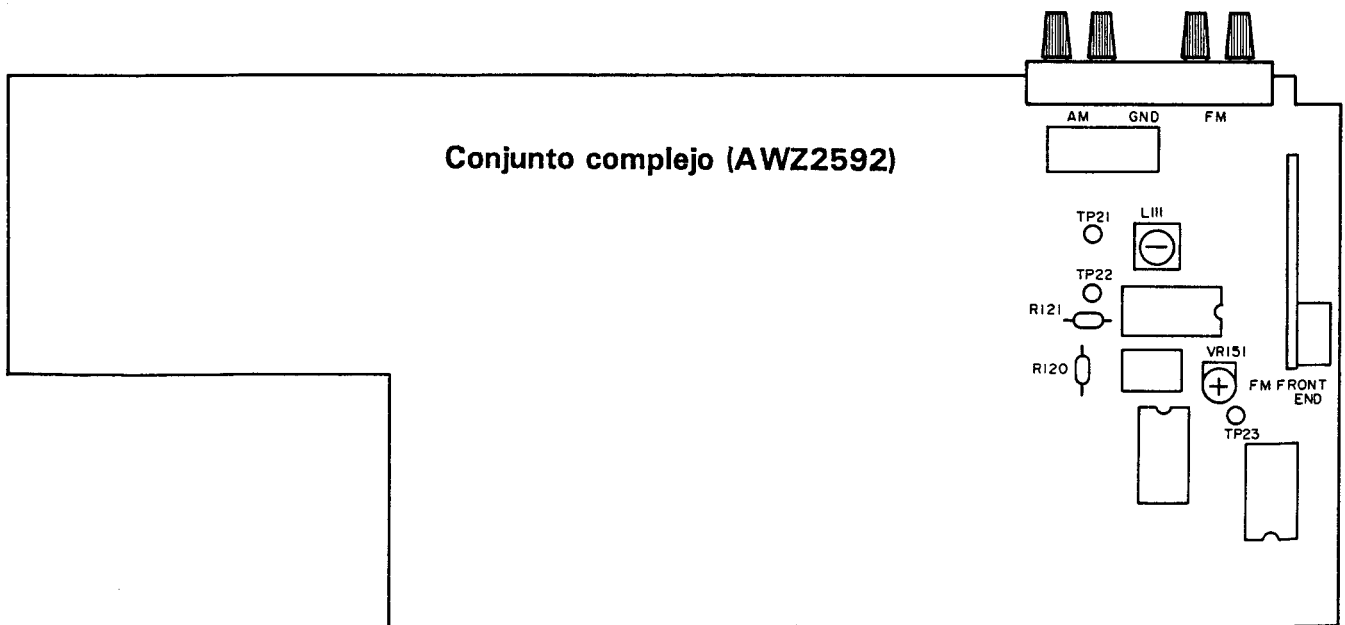 AM GND FM
Conjunto complejo (AWZ2592)
TP21 L111
TP22
R121
VR151
R120
FM FRONT
END
TP23